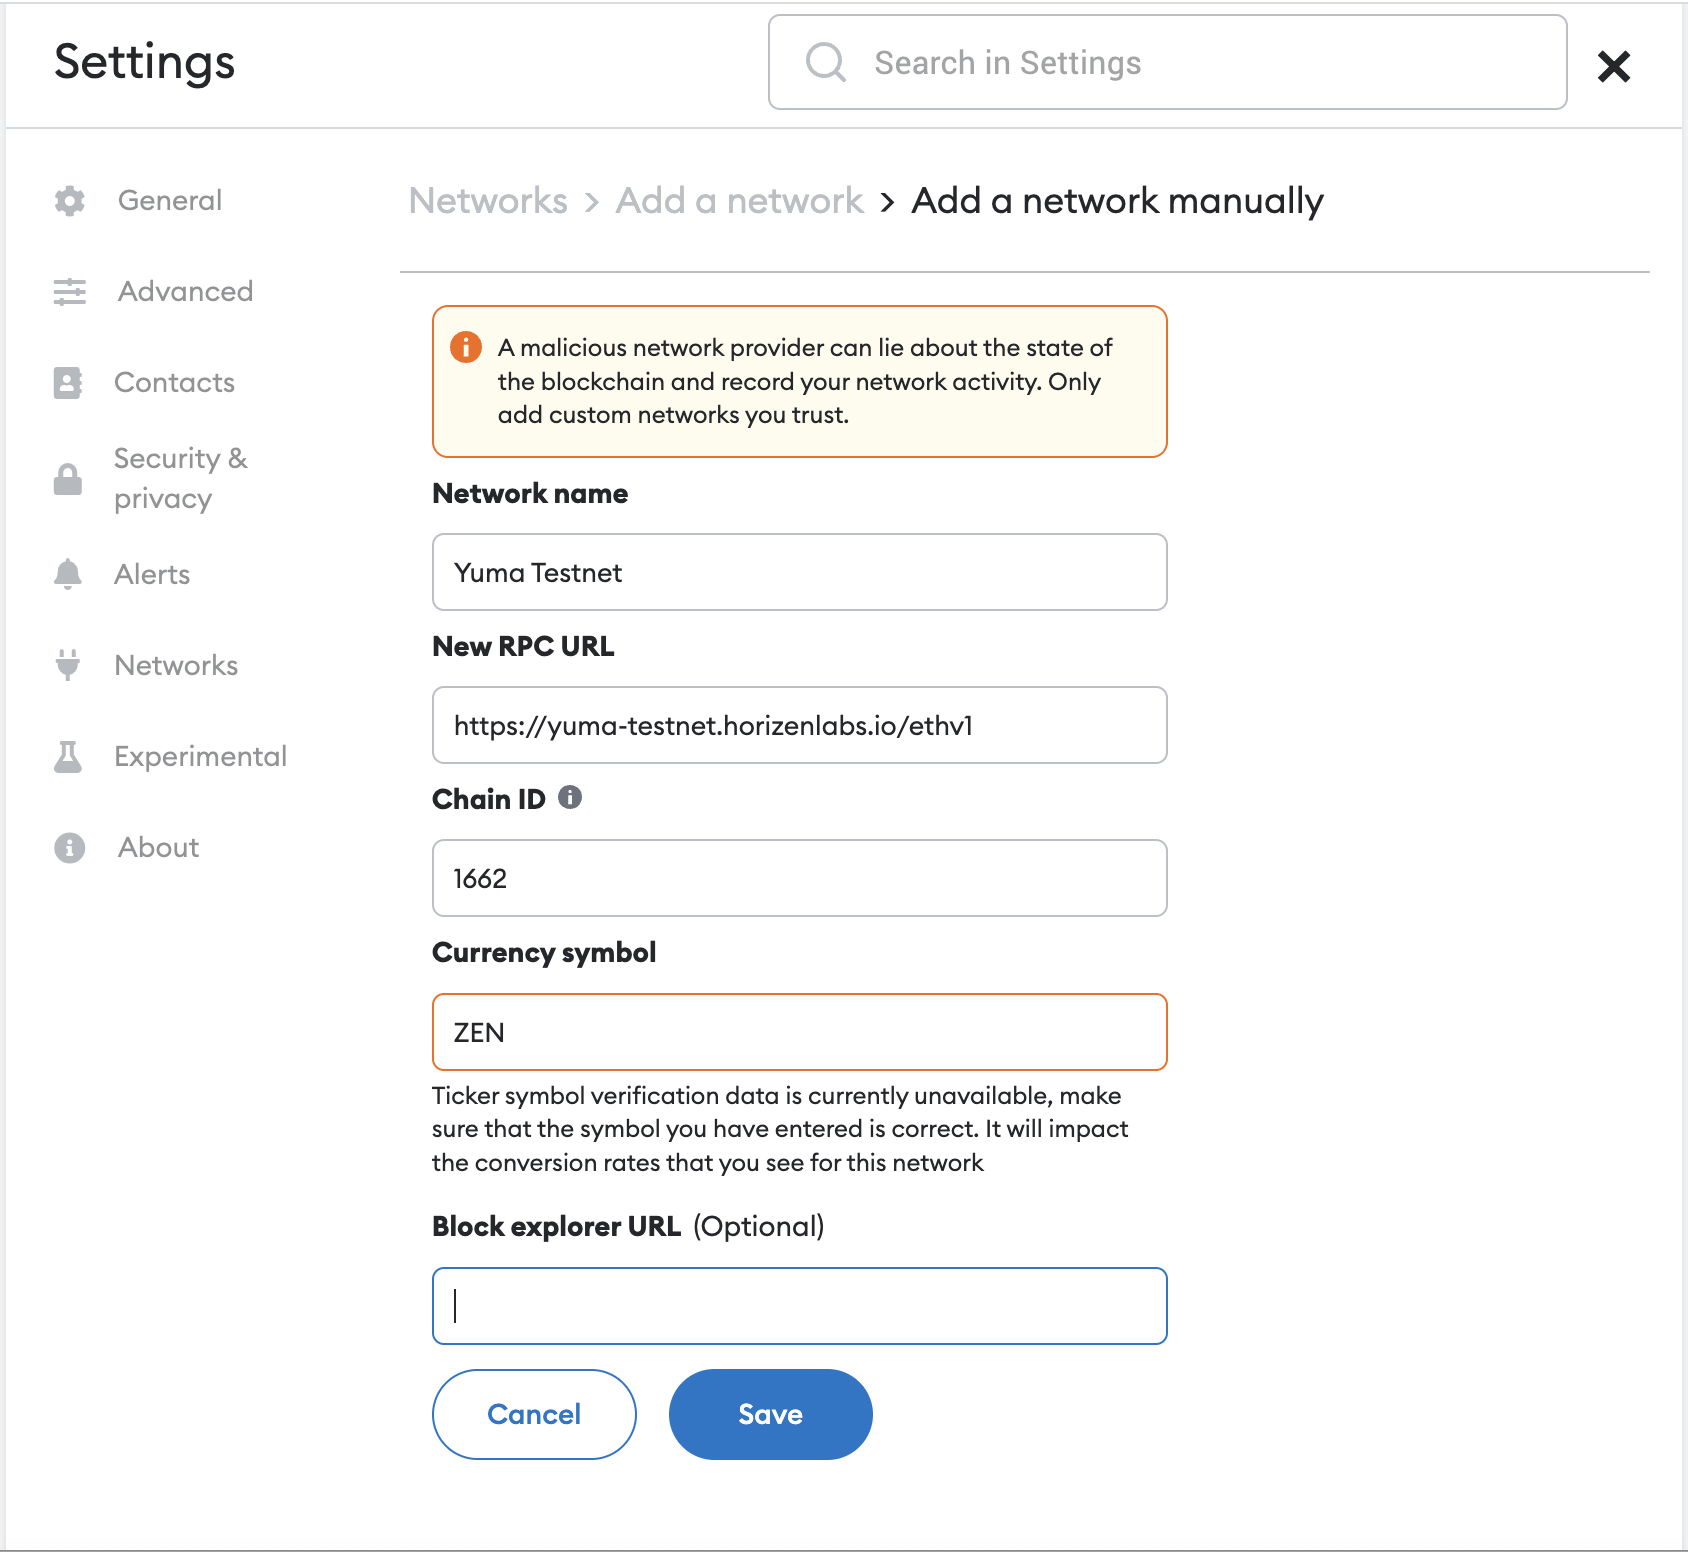 Settings
Search in Settings
General
Advanced
Contacts
Security &
privacy
Alerts
Networks
Experimental
About
Networks > Add a network > Add a network manually
A malicious network provider can lie about the state of
the blockchain and record your network activity. Only
add custom networks you trust.
Network name
Yuma Testnet
New RPC URL
https://yuma-testnet.horizenlabs.io/ethv1
Chain ID
1662
Currency symbol
ZEN
Ticker symbol verification data is currently unavailable, make
sure that the symbol you have entered is correct. It will impact
the conversion rates that you see for this network
Block explorer URL (Optional)
Cancel
Save